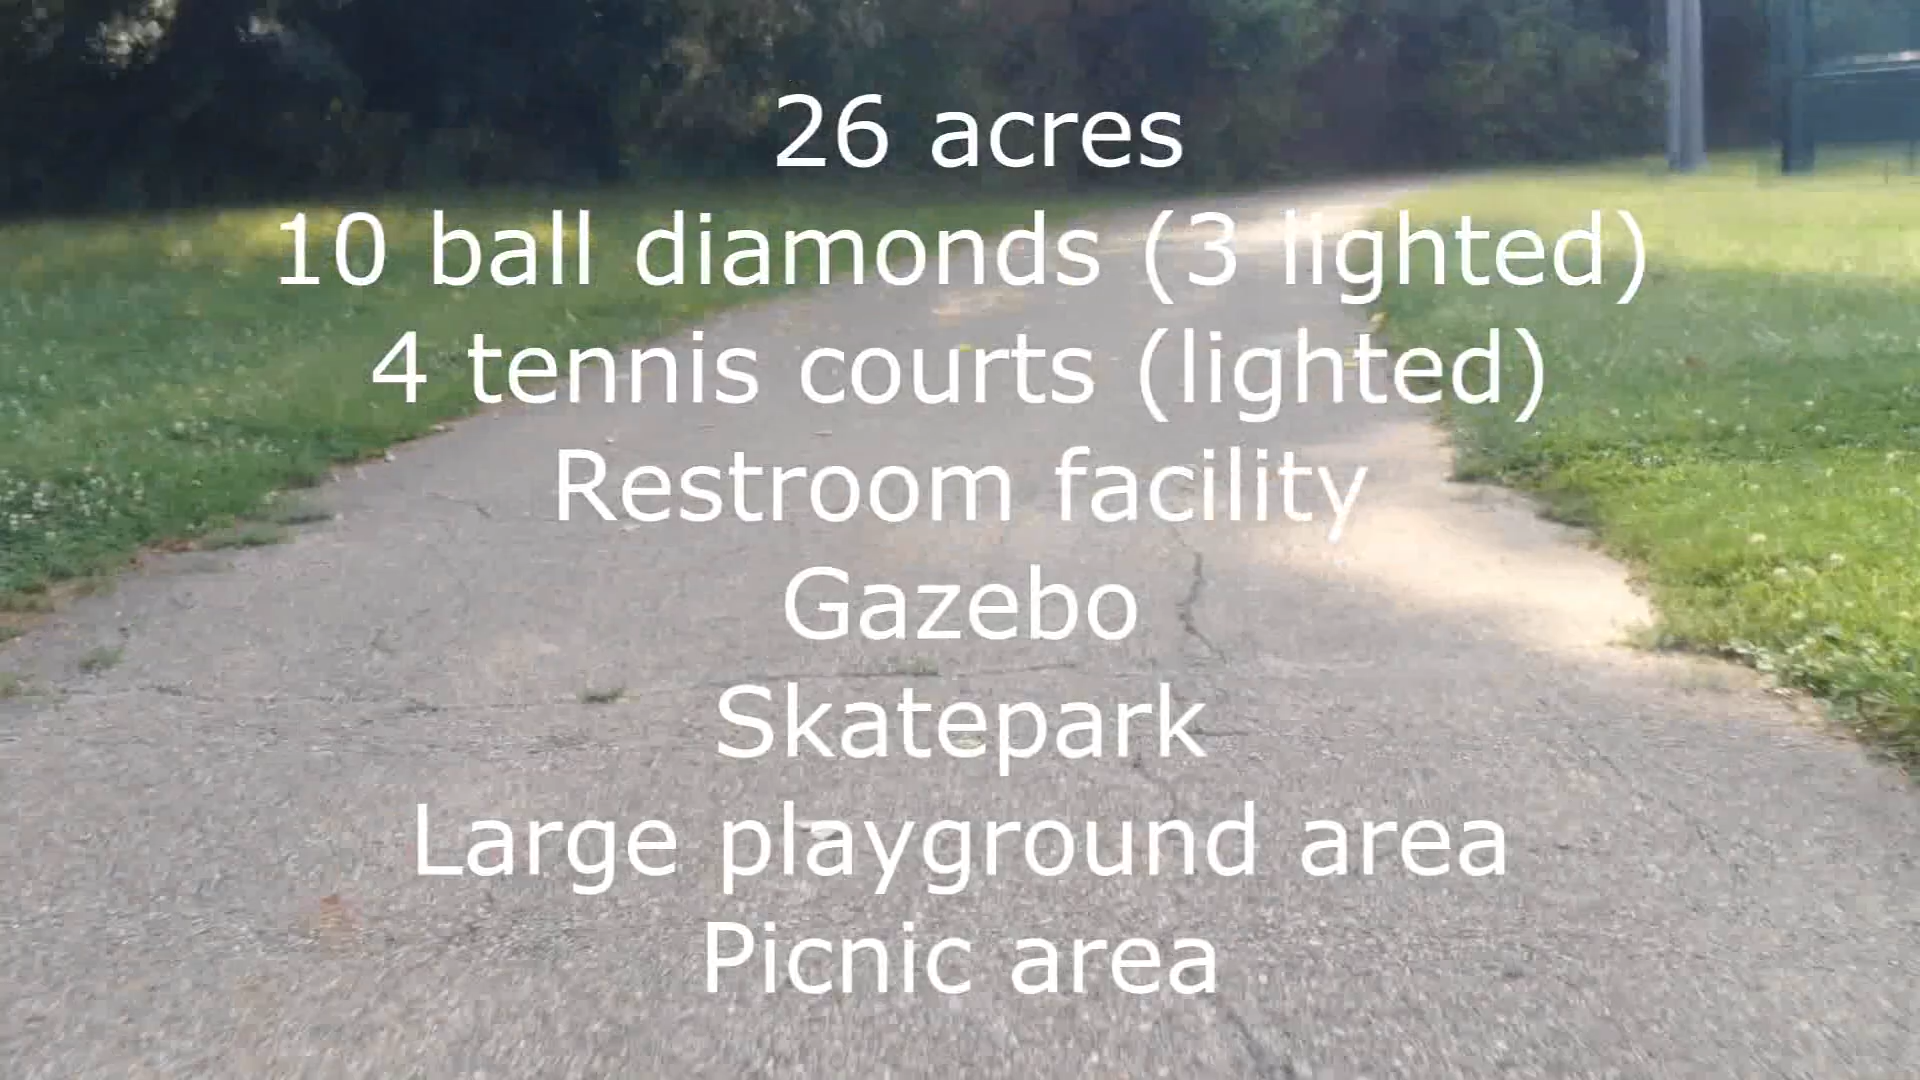 26 acres
10 ball diamonds (3 lighted)
4 tennis courts (lighted)
Restroom facility
Gazebo
Skatepark
Large playground area
Picnic area